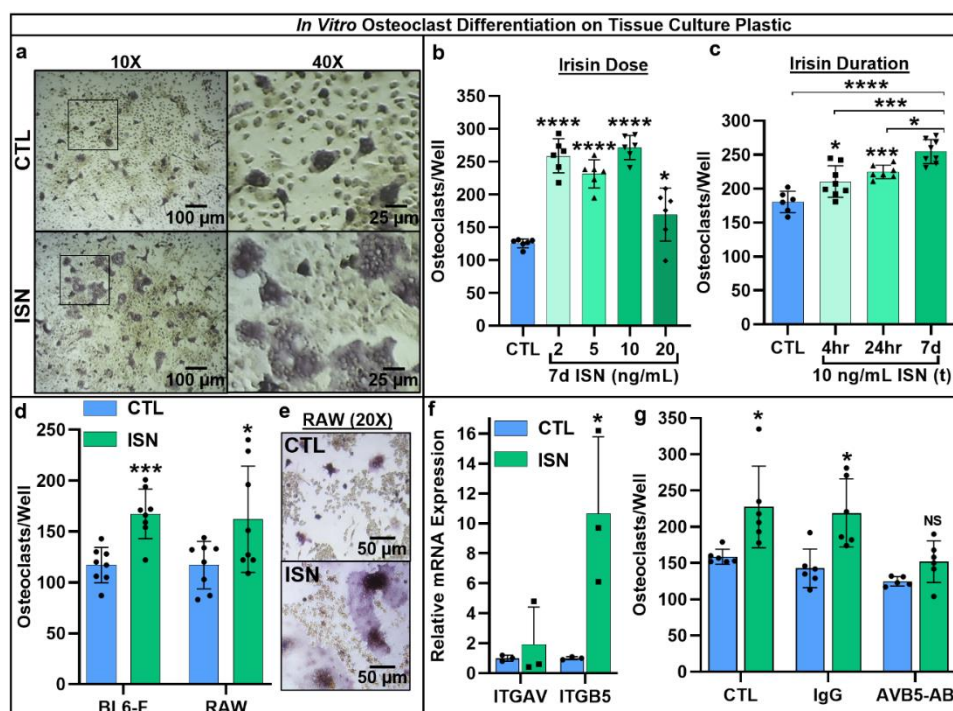 In Vitro Osteoclast Differentiation on Tissue Culture Plastic
a
10X
40X
CTL
100 μm
25 μm
ISN
100 μm
25 μm
b
Irisin Dose
Osteoclasts/Well
350
300
250
200
150
100
50
0
****
****
****
*
CTL
2
5
10
20
7d ISN (ng/mL)
c
Irisin Duration
****
***
*
Osteoclasts/Well
350
300
250
200
150
100
50
0
*
***
CTL
4hr
24hr
7d
10 ng/mL ISN (t)
d
CTL
ISN
Osteoclasts/Well
250
200
150
100
50
0
***
*
BL6-F
RAW
e
RAW (20X)
CTL
50 μm
ISN
50 μm
f
CTL
ISN
Relative mRNA Expression
16
14
12
10
8
6
4
2
0
*
ITGAV
ITGB5
g
Osteoclasts/Well
350
300
250
200
150
100
50
0
*
*
NS
CTL
IgG
AVB5-AB